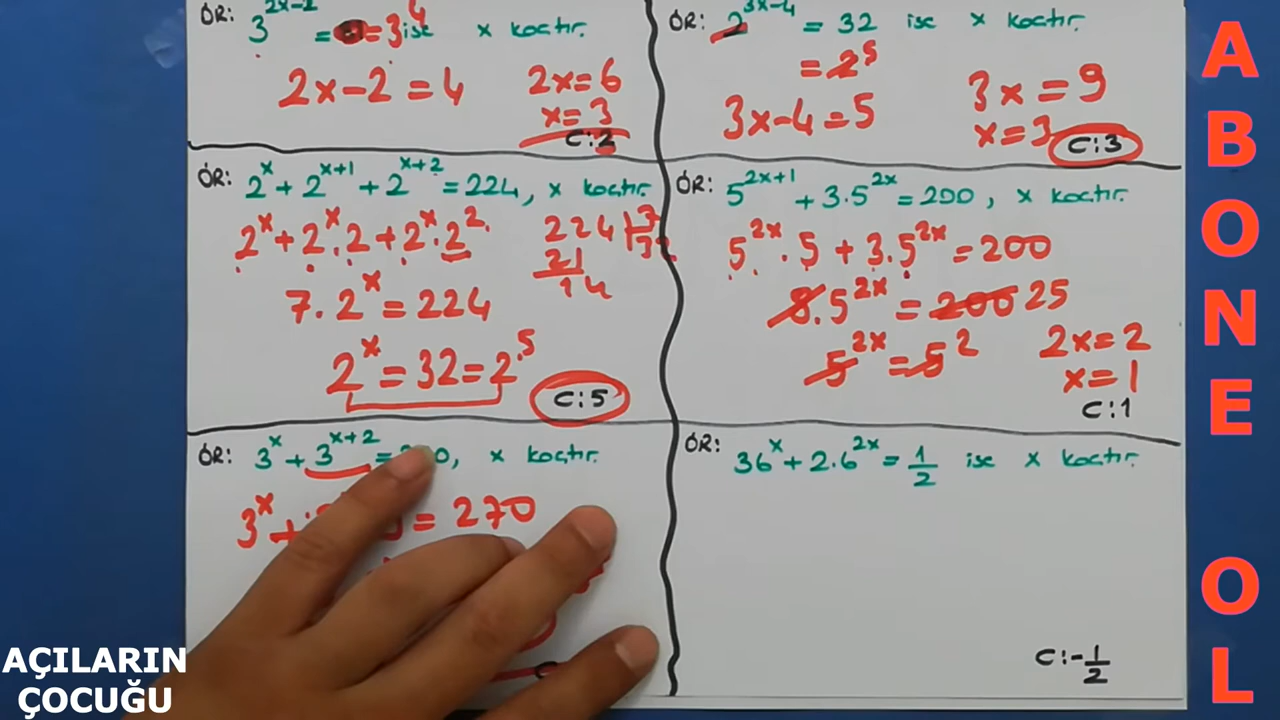 ÖR: 3^{2x-2} = = 3^4 ise x kaçtır.
2x-2=4
2x=6
x=3
C:2
ÖR: 2^{3x-4} = 32 ise x kaçtır.
= 2^5
3x-4=5
3x=9
x=3
C:3
ÖR: 2^x + 2^{x+1} + 2^{x+2} = 224, x kaçtır.
2^x + 2^x.2 + 2^x.2^2
224 7
21 32
14
7.2^x = 224
2^x = 32 = 2^5
C:5
ÖR: 5^{2x+1} + 3.5^{2x} = 200, x kaçtır.
5^{2x}.5 + 3.5^{2x} = 200
8.5^{2x} = 200 25
5^{2x} = 5^2
2x=2
x=1
C:1
ÖR: 3^x + 3^{x+2} = 0, x kaçtır.
3^x + = 270
ÖR: 36^x + 2.6^{2x} = 1/2 ise x kaçtır.
C:-1/2
ABONE OL
AÇILARIN
ÇOCUĞU